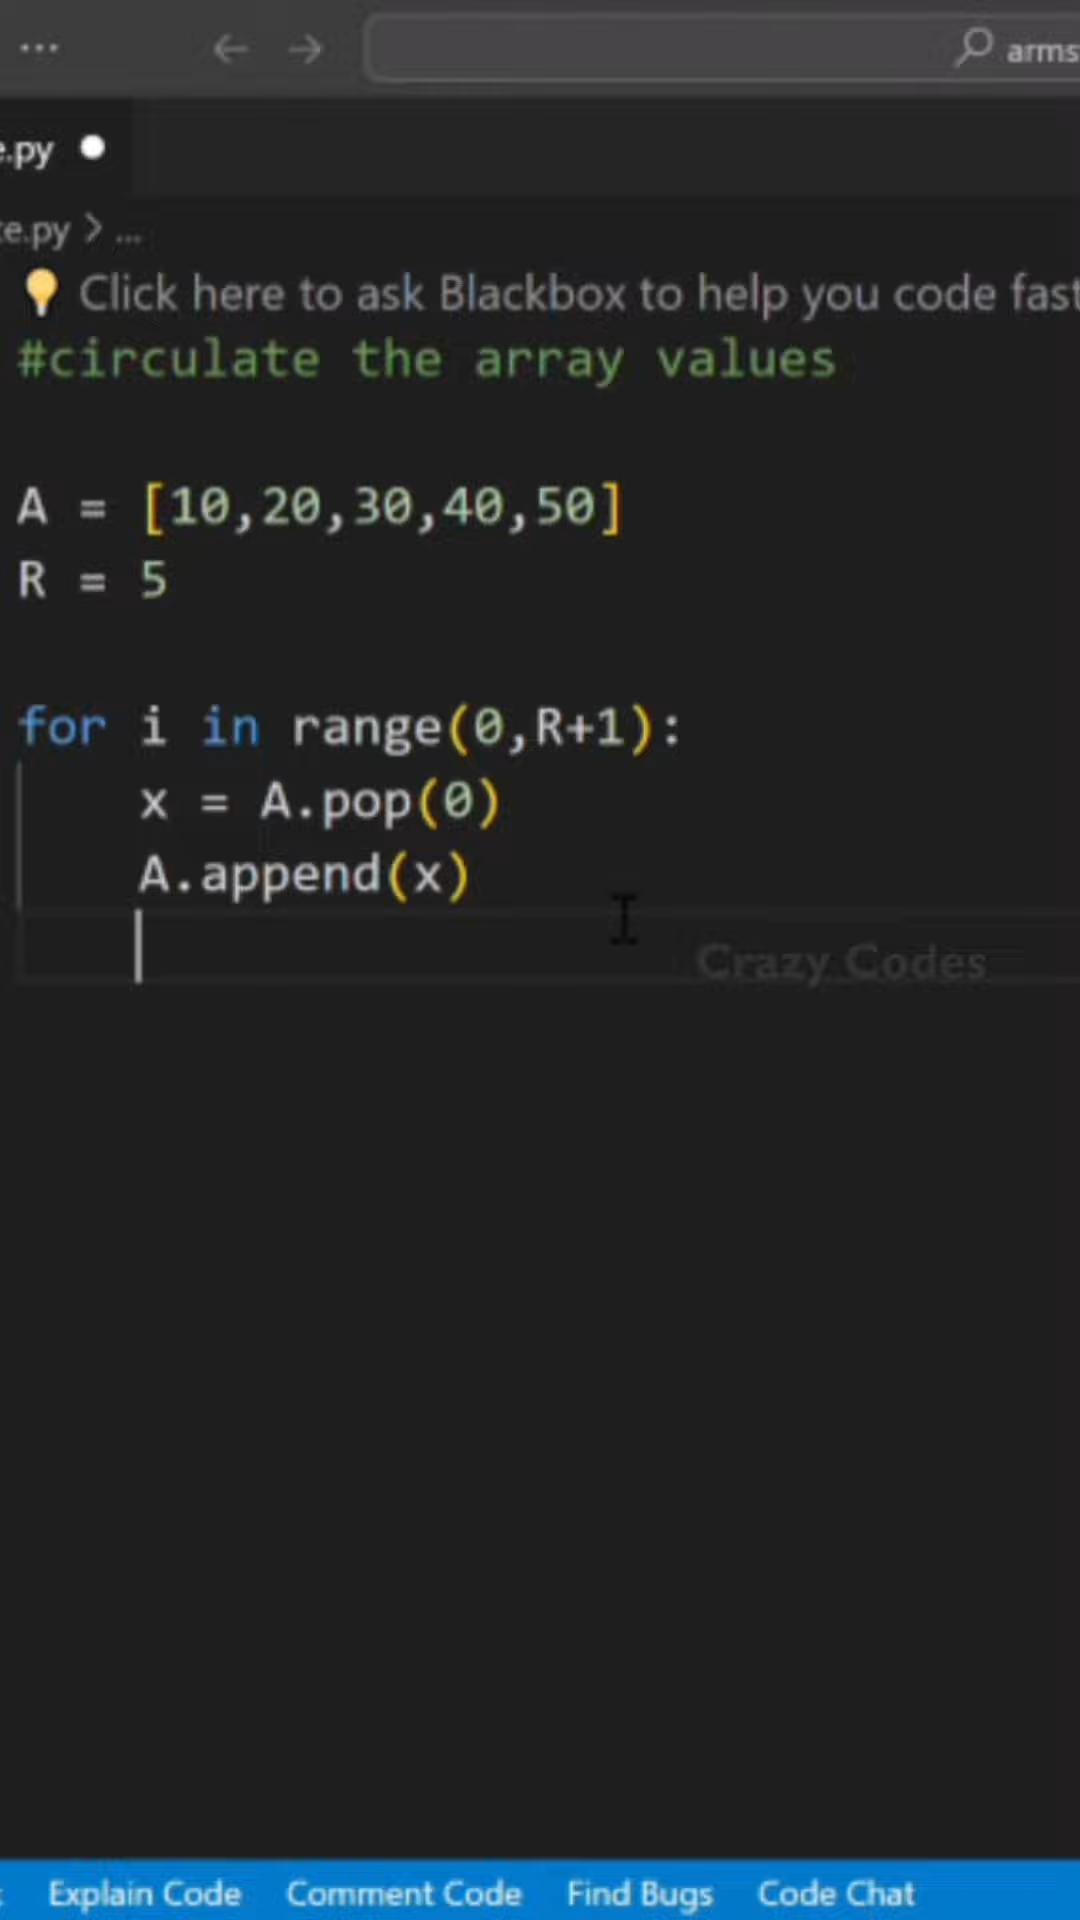 arms
e.py
te.py > ...
Click here to ask Blackbox to help you code fast
#circulate the array values
A = [10,20,30,40,50]
R = 5
for i in range(0,R+1):
x = A.pop(0)
A.append(x)
Crazy Codes
Explain Code Comment Code Find Bugs Code Chat